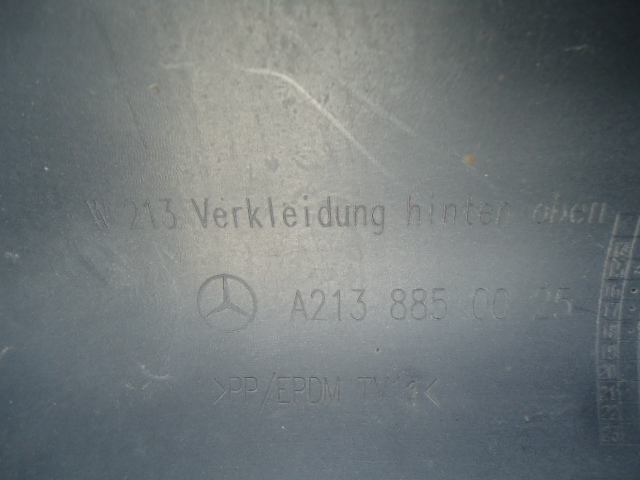 W 213 Verkleidung hinten oben
A213 885 00 25
>PP/EPDM